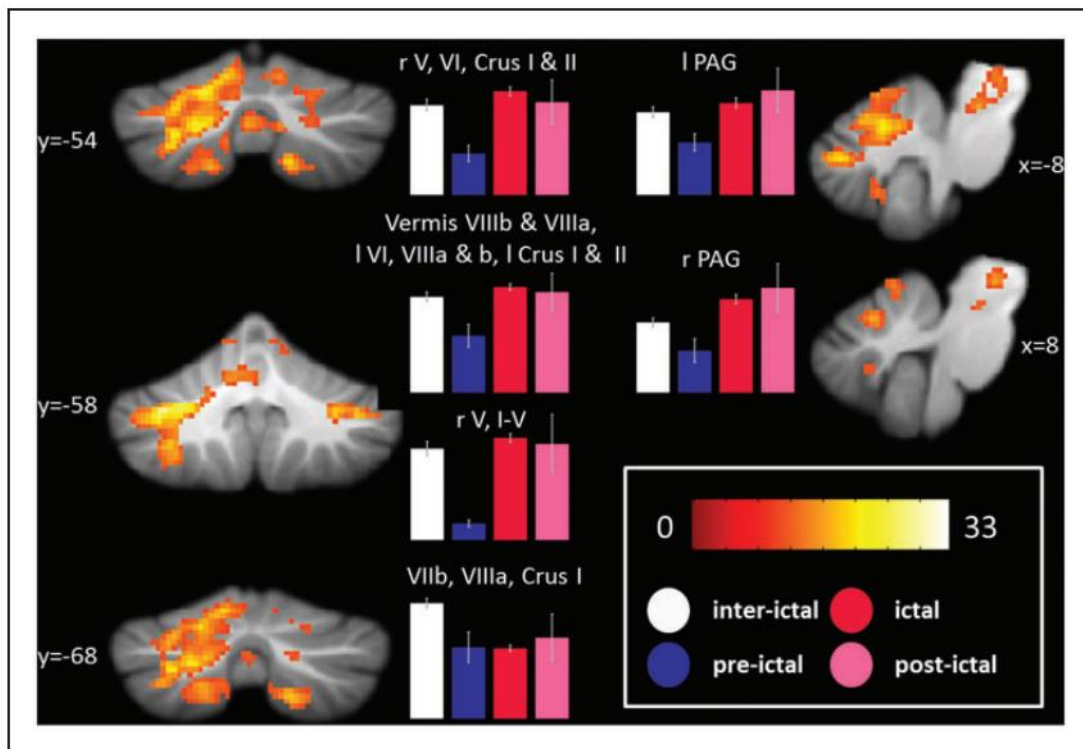 r V, VI, Crus I & II
l PAG
y=-54
x=-8
Vermis VIIIb & VIIIa,
l VI, VIIIa & b, l Crus I & II
r PAG
x=8
y=-58
r V, I-V
0
33
VIIb, VIIIa, Crus I
inter-ictal
ictal
y=-68
pre-ictal
post-ictal